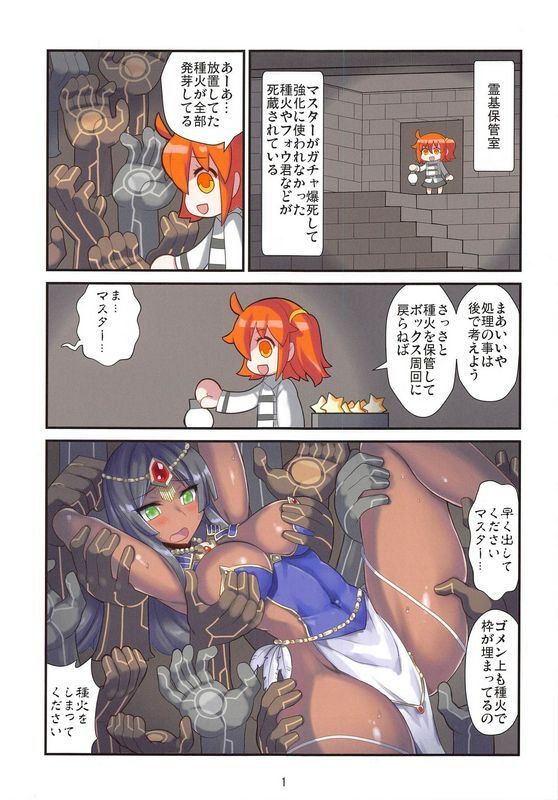 霊基保管室
マスターがガチャ爆死して
強化に使われなかった
種火やフォウ君などが
死蔵されている
あーあ…
放置してた
種火が全部
発芽してる
まあいいや
処理の事は
後で考えよう
さっさと
種火を保管して
ボックス周回に
戻らねば
ま…
マスター…
早く出して
ください
マスター…
ゴメン上も種火で
枠が埋まってるの
種火を
しまって
ください
1